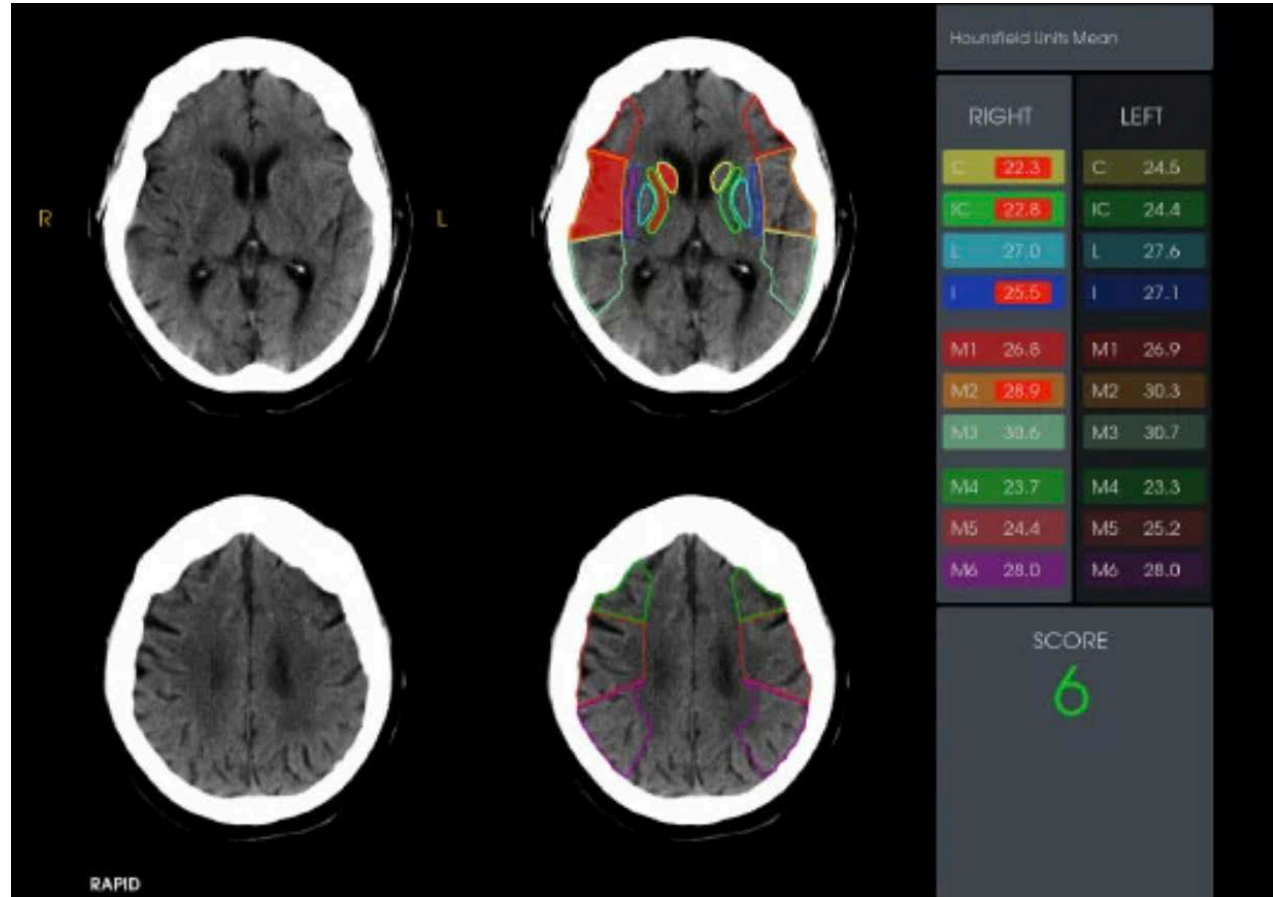 Hounsfield Units Mean
RIGHT LEFT
C 22.3 C 24.5
IC 22.8 IC 24.4
L 27.0 L 27.6
I 25.5 I 27.1
M1 26.8 M1 26.9
M2 28.9 M2 30.3
M3 30.6 M3 30.7
M4 23.7 M4 23.3
M5 24.4 M5 25.2
M6 28.0 M6 28.0
SCORE
6
R L
RAPID